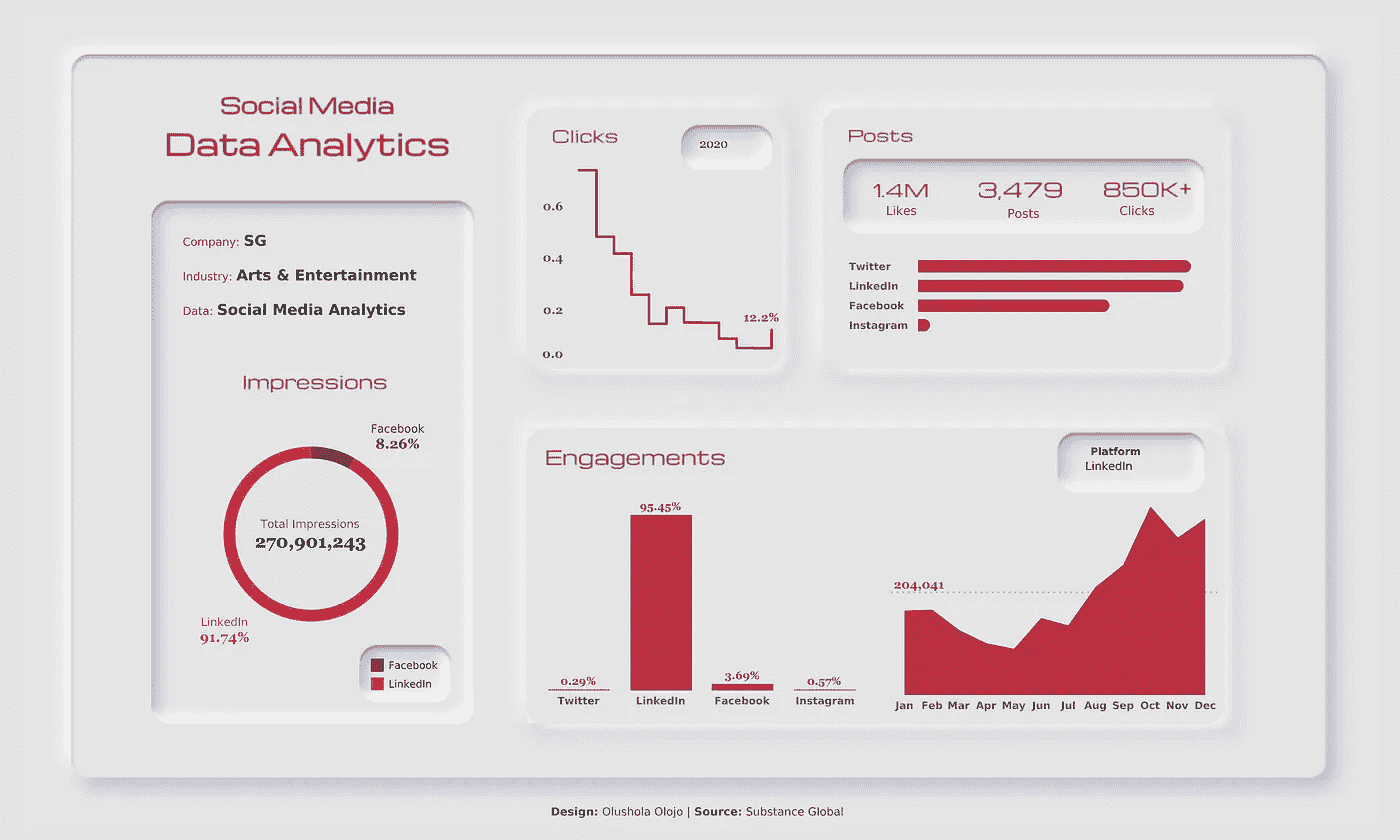 Social Media
Data Analytics
Company: SG
Industry: Arts & Entertainment
Data: Social Media Analytics
Impressions
Facebook
8.26%
Total Impressions
270,901,243
LinkedIn
91.74%
Facebook
LinkedIn
Clicks
2020
0.6
0.4
0.2
12.2%
0.0
Posts
1.4M
3,479
850K+
Likes
Posts
Clicks
Twitter
LinkedIn
Facebook
Instagram
Engagements
Platform
LinkedIn
95.45%
0.29%
3.69%
0.57%
Twitter
LinkedIn
Facebook
Instagram
204,041
Jan Feb Mar Apr May Jun Jul Aug Sep Oct Nov Dec
Design: Olushola Olojo | Source: Substance Global